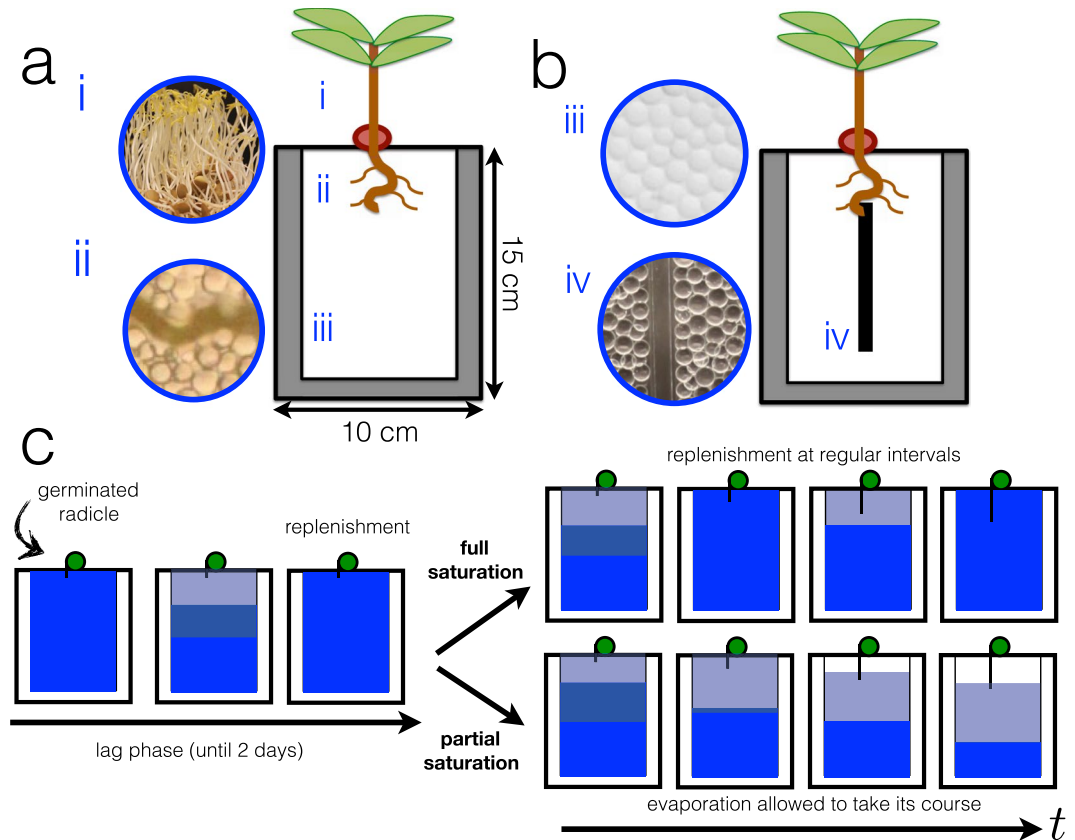 a
i
i
ii
ii
iii
15 cm
10 cm
b
iii
iv
iv
c
germinated
radicle
replenishment
lag phase (until 2 days)
full
saturation
partial
saturation
replenishment at regular intervals
evaporation allowed to take its course
t